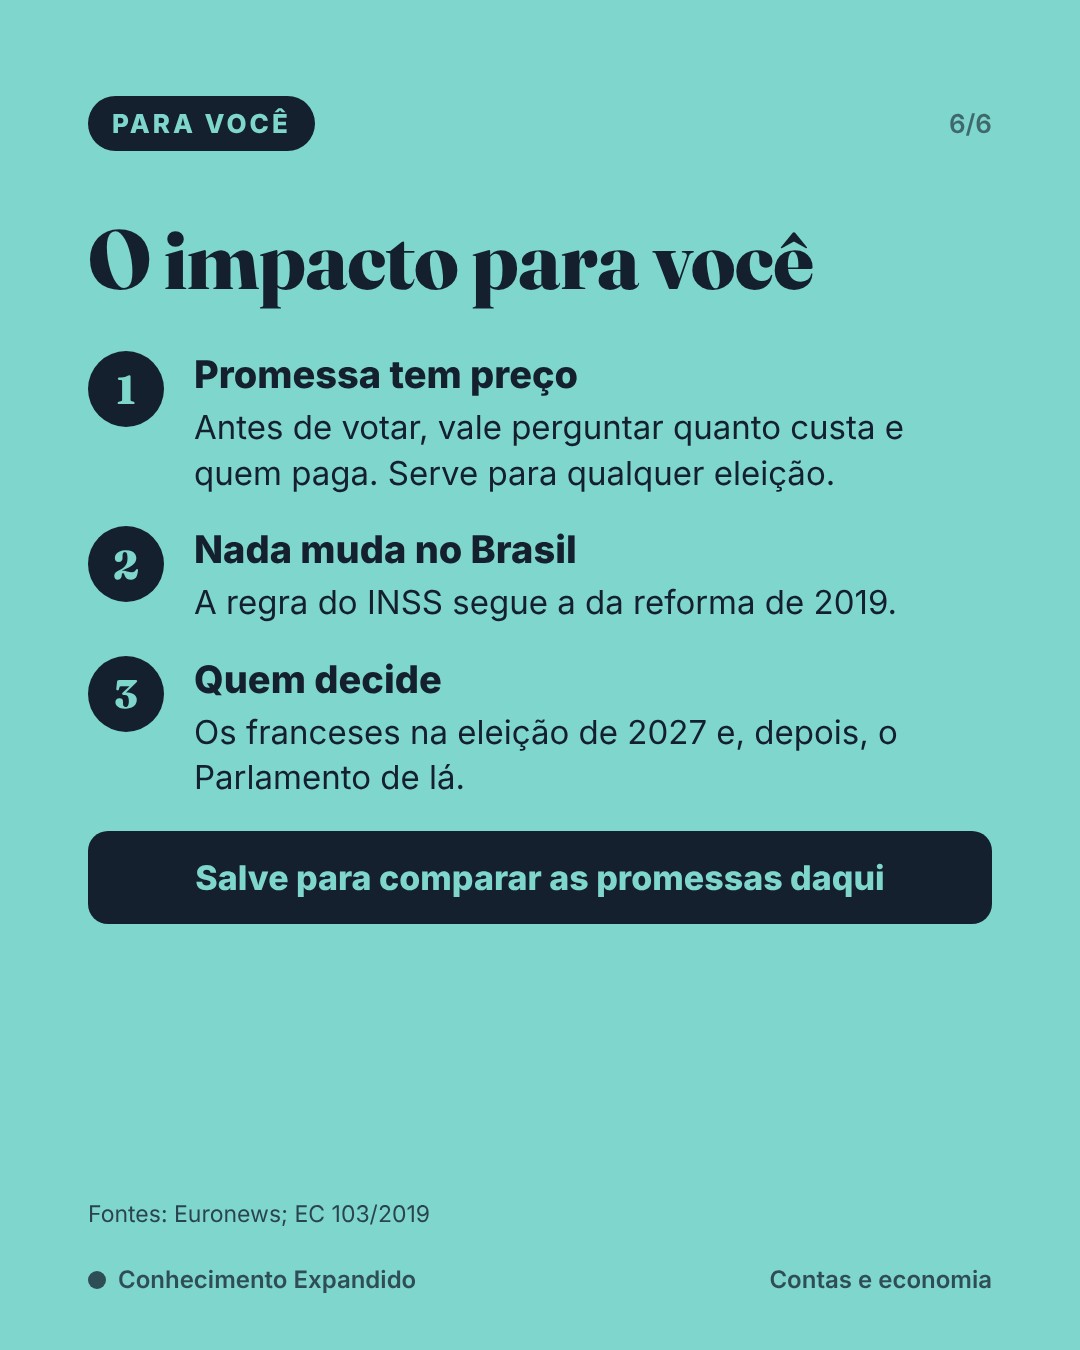 PARA VOCÊ
6/6
O impacto para você
1
Promessa tem preço
Antes de votar, vale perguntar quanto custa e
quem paga. Serve para qualquer eleição.
2
Nada muda no Brasil
A regra do INSS segue a da reforma de 2019.
3
Quem decide
Os franceses na eleição de 2027 e, depois, o
Parlamento de lá.
Salve para comparar as promessas daqui
Fontes: Euronews; EC 103/2019
Conhecimento Expandido
Contas e economia